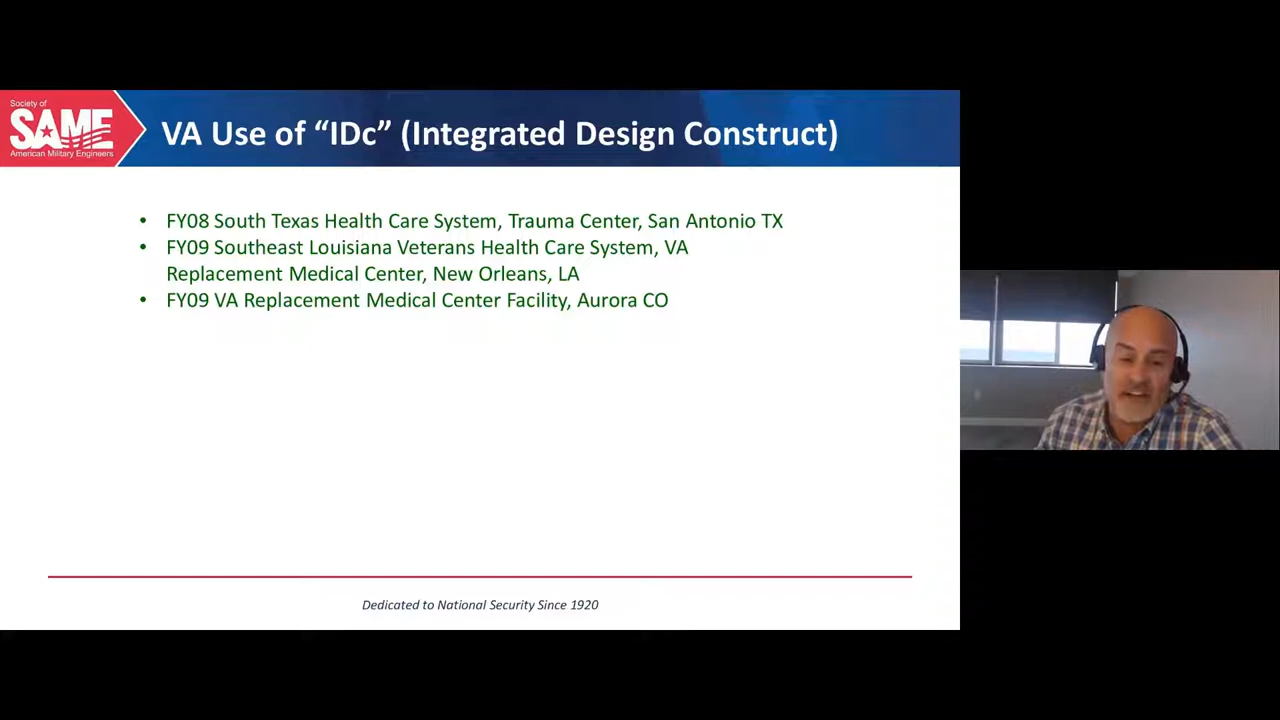 Society of
SAME
American Military Engineers
VA Use of “IDc” (Integrated Design Construct)
• FY08 South Texas Health Care System, Trauma Center, San Antonio TX
• FY09 Southeast Louisiana Veterans Health Care System, VA
Replacement Medical Center, New Orleans, LA
• FY09 VA Replacement Medical Center Facility, Aurora CO
Dedicated to National Security Since 1920